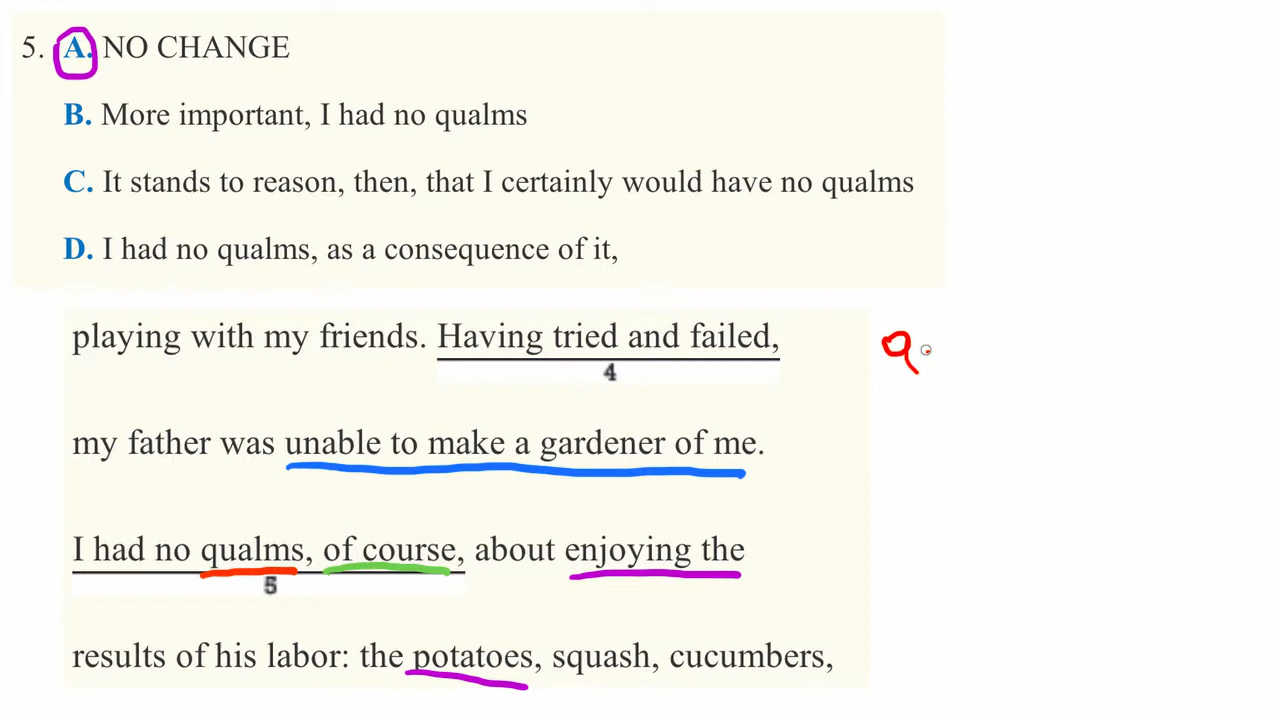 5. A. NO CHANGE
B. More important, I had no qualms
C. It stands to reason, then, that I certainly would have no qualms
D. I had no qualms, as a consequence of it,
playing with my friends. Having tried and failed,
4
my father was unable to make a gardener of me.
I had no qualms, of course, about enjoying the
5
results of his labor: the potatoes, squash, cucumbers,